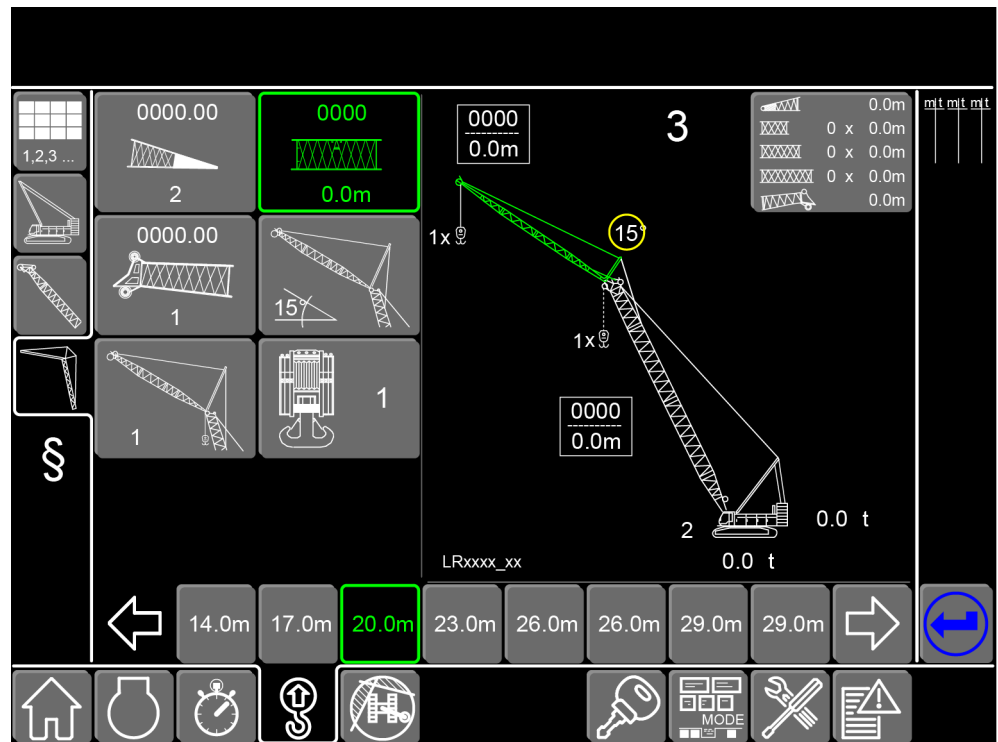 1,2,3 ...
§
0000.00
2
0000
0.0m
0000.00
1
15°
1
1
0000
0.0m
3
0.0m
0 x 0.0m
0 x 0.0m
0 x 0.0m
0.0m
m|t m|t m|t
1x
15°
1x
0000
0.0m
2
0.0 t
0.0 t
LRxxxx_xx
14.0m 17.0m 20.0m 23.0m 26.0m 26.0m 29.0m 29.0m
MODE